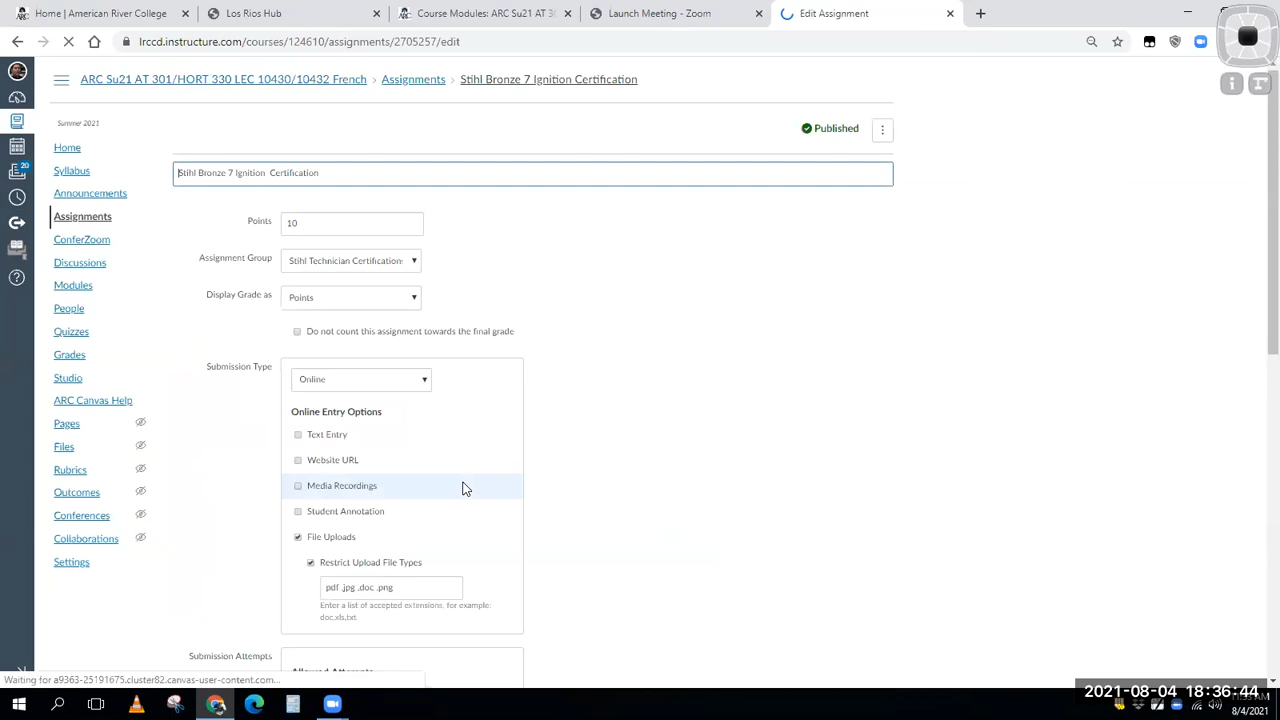 Home | American River College
Los Rios Hub
Course Modules: ARC Su21 AT 3
Launch Meeting - Zoom
Edit Assignment
lrccd.instructure.com/courses/124610/assignments/2705257/edit
ARC Su21 AT 301/HORT 330 LEC 10430/10432 French > Assignments > Stihl Bronze 7 Ignition Certification
Summer 2021
Published
Home
Syllabus
Announcements
20
Assignments
ConferZoom
Discussions
Modules
People
Quizzes
Grades
Studio
ARC Canvas Help
Pages
Files
Rubrics
Outcomes
Conferences
Collaborations
Settings
Stihl Bronze 7 Ignition Certification
Points
10
Assignment Group
Stihl Technician Certification
Display Grade as
Points
Do not count this assignment towards the final grade
Submission Type
Online
Online Entry Options
Text Entry
Website URL
Media Recordings
Student Annotation
File Uploads
Restrict Upload File Types
pdf .jpg .doc .png
Enter a list of accepted extensions, for example:
doc,xls,txt
Submission Attempts
Allowed Attempts
Waiting for a9363-25191675.cluster82.canvas-user-content.com...
2021-08-04 18:36:44
8/4/2021